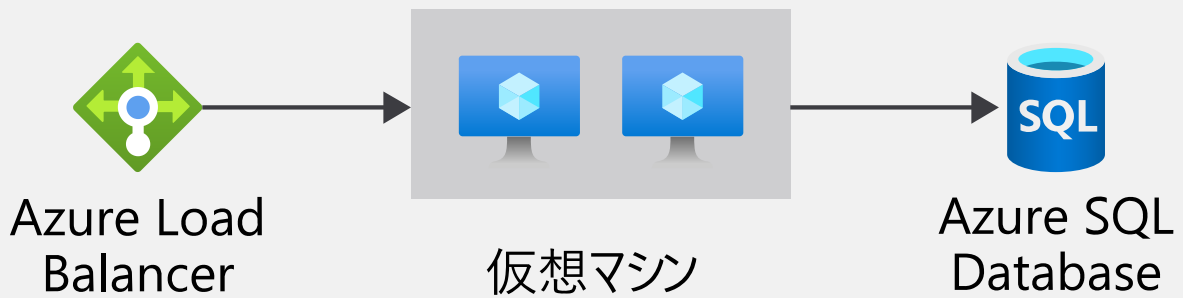 SQL
Azure Load
Balancer
仮想マシン
Azure SQL
Database